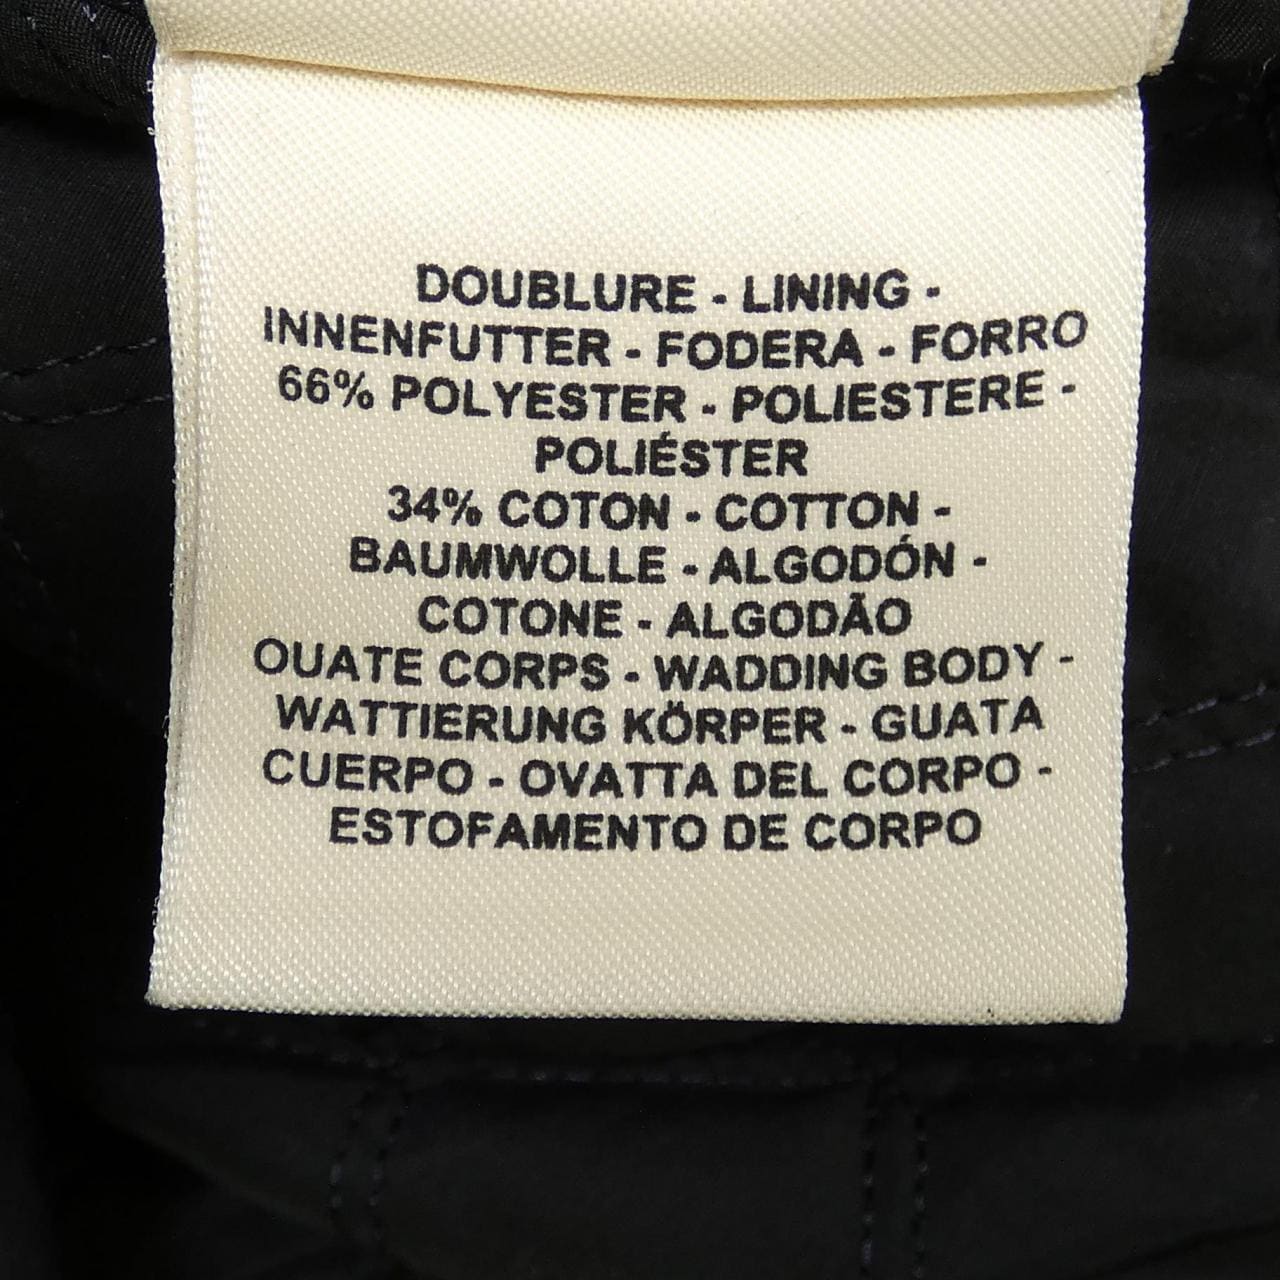 DOUBLURE - LINING -
INNENFUTTER - FODERA - FORRO
66% POLYESTER - POLIESTERE -
POLIÉSTER
34% COTON - COTTON -
BAUMWOLLE - ALGODÓN -
COTONE - ALGODÃO
OUATE CORPS - WADDING BODY -
WATTIERUNG KÖRPER - GUATA
CUERPO - OVATTA DEL CORPO -
ESTOFAMENTO DE CORPO